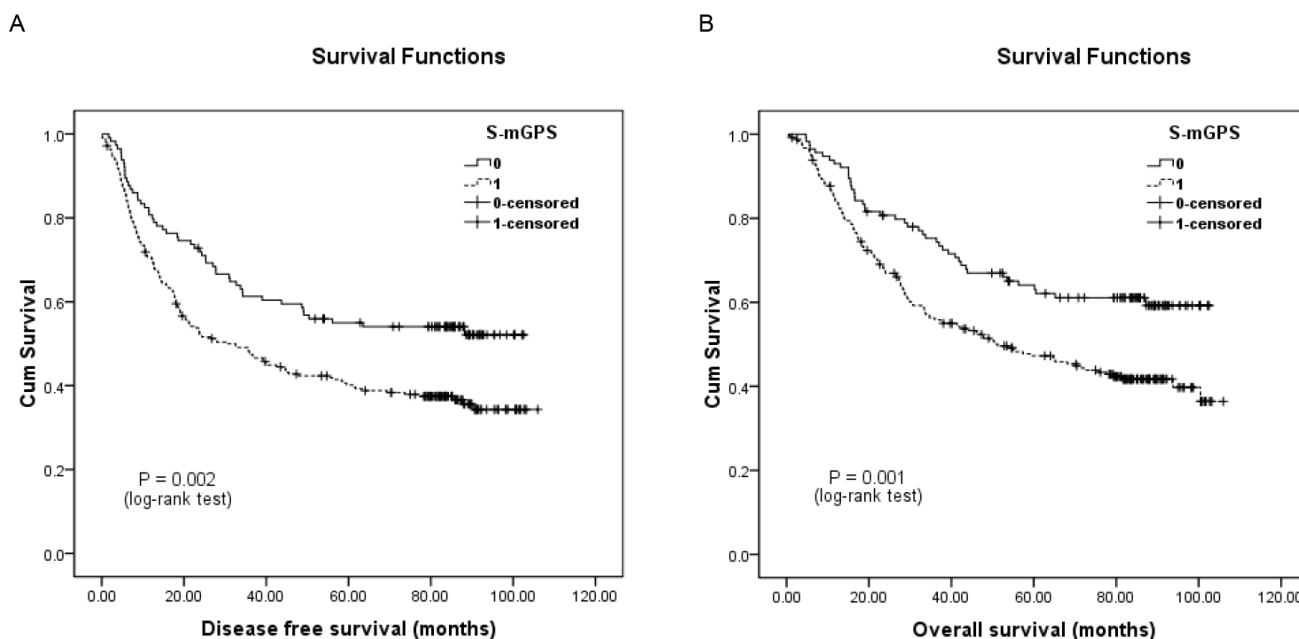 A
Survival Functions
S-mGPS
0
1
0-censored
1-censored
1.0
0.8
0.6
0.4
0.2
0.0
Cum Survival
P = 0.002
(log-rank test)
0.00 20.00 40.00 60.00 80.00 100.00 120.00
Disease free survival (months)
B
Survival Functions
S-mGPS
0
1
0-censored
1-censored
1.0
0.8
0.6
0.4
0.2
0.0
Cum Survival
P = 0.001
(log-rank test)
0.00 20.00 40.00 60.00 80.00 100.00 120.0
Overall survival (months)